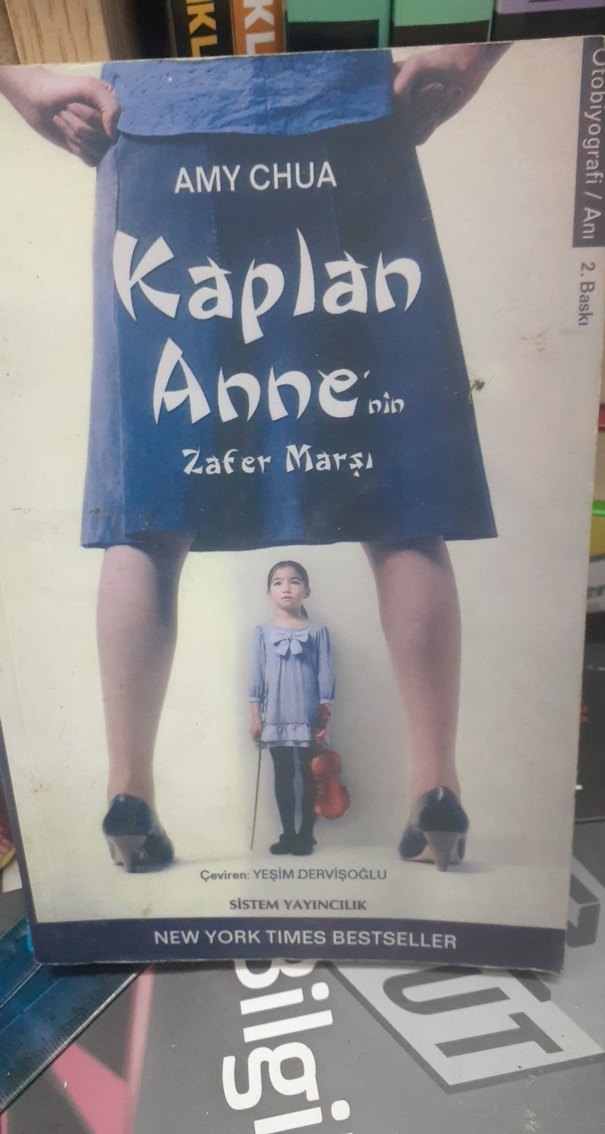 AMY CHUA
Kaplan
Anne'nin
Zafer Marşı
Otobiyografi / Anı
2. Baskı
Çeviren: YEŞİM DERVİŞOĞLU
SİSTEM YAYINCILIK
NEW YORK TIMES BESTSELLER
Bilgi